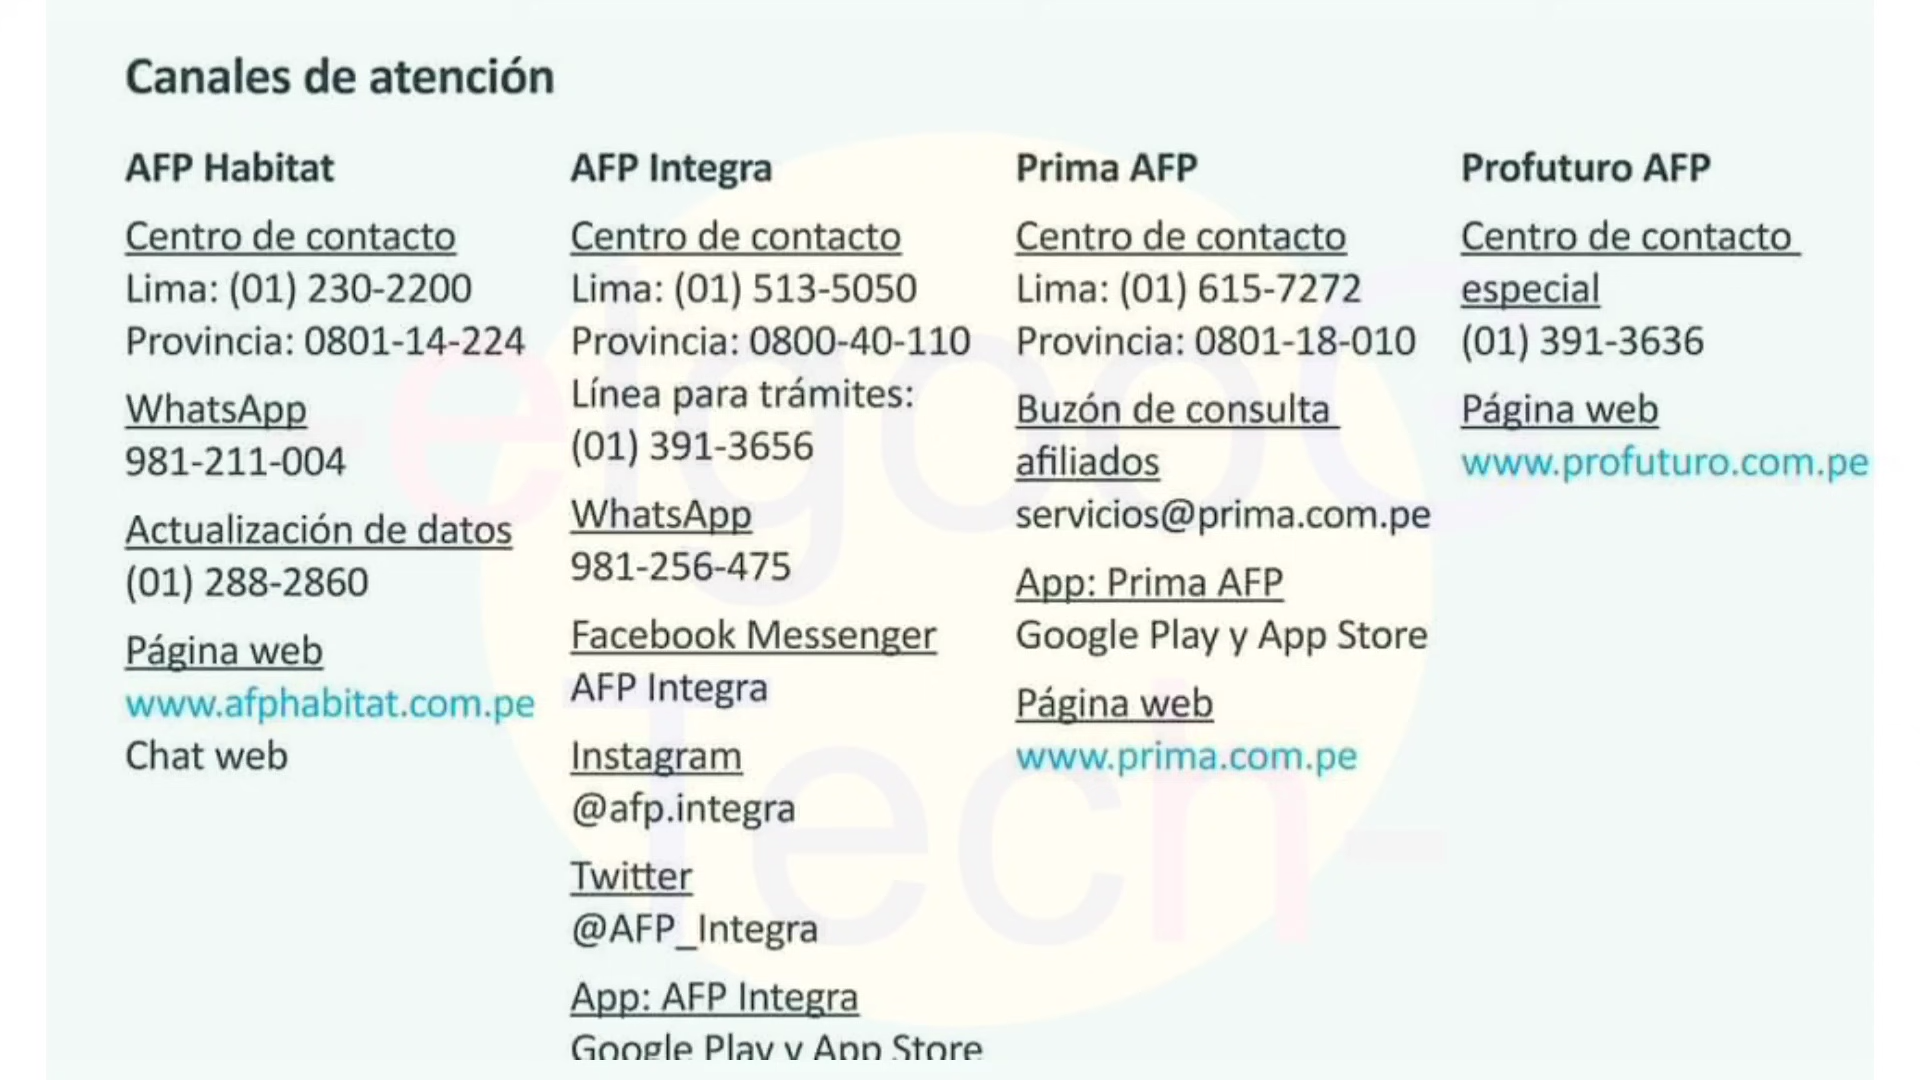 Canales de atención
AFP Habitat
Centro de contacto
Lima: (01) 230-2200
Provincia: 0801-14-224
WhatsApp
981-211-004
Actualización de datos
(01) 288-2860
Página web
www.afphabitat.com.pe
Chat web
AFP Integra
Centro de contacto
Lima: (01) 513-5050
Provincia: 0800-40-110
Línea para trámites:
(01) 391-3656
WhatsApp
981-256-475
Facebook Messenger
AFP Integra
Instagram
@afp.integra
Twitter
@AFP_Integra
App: AFP Integra
Google Play y App Store
Prima AFP
Centro de contacto
Lima: (01) 615-7272
Provincia: 0801-18-010
Buzón de consulta
afiliados
servicios@prima.com.pe
App: Prima AFP
Google Play y App Store
Página web
www.prima.com.pe
Profuturo AFP
Centro de contacto
especial
(01) 391-3636
Página web
www.profuturo.com.pe
-elgooG
Tech-